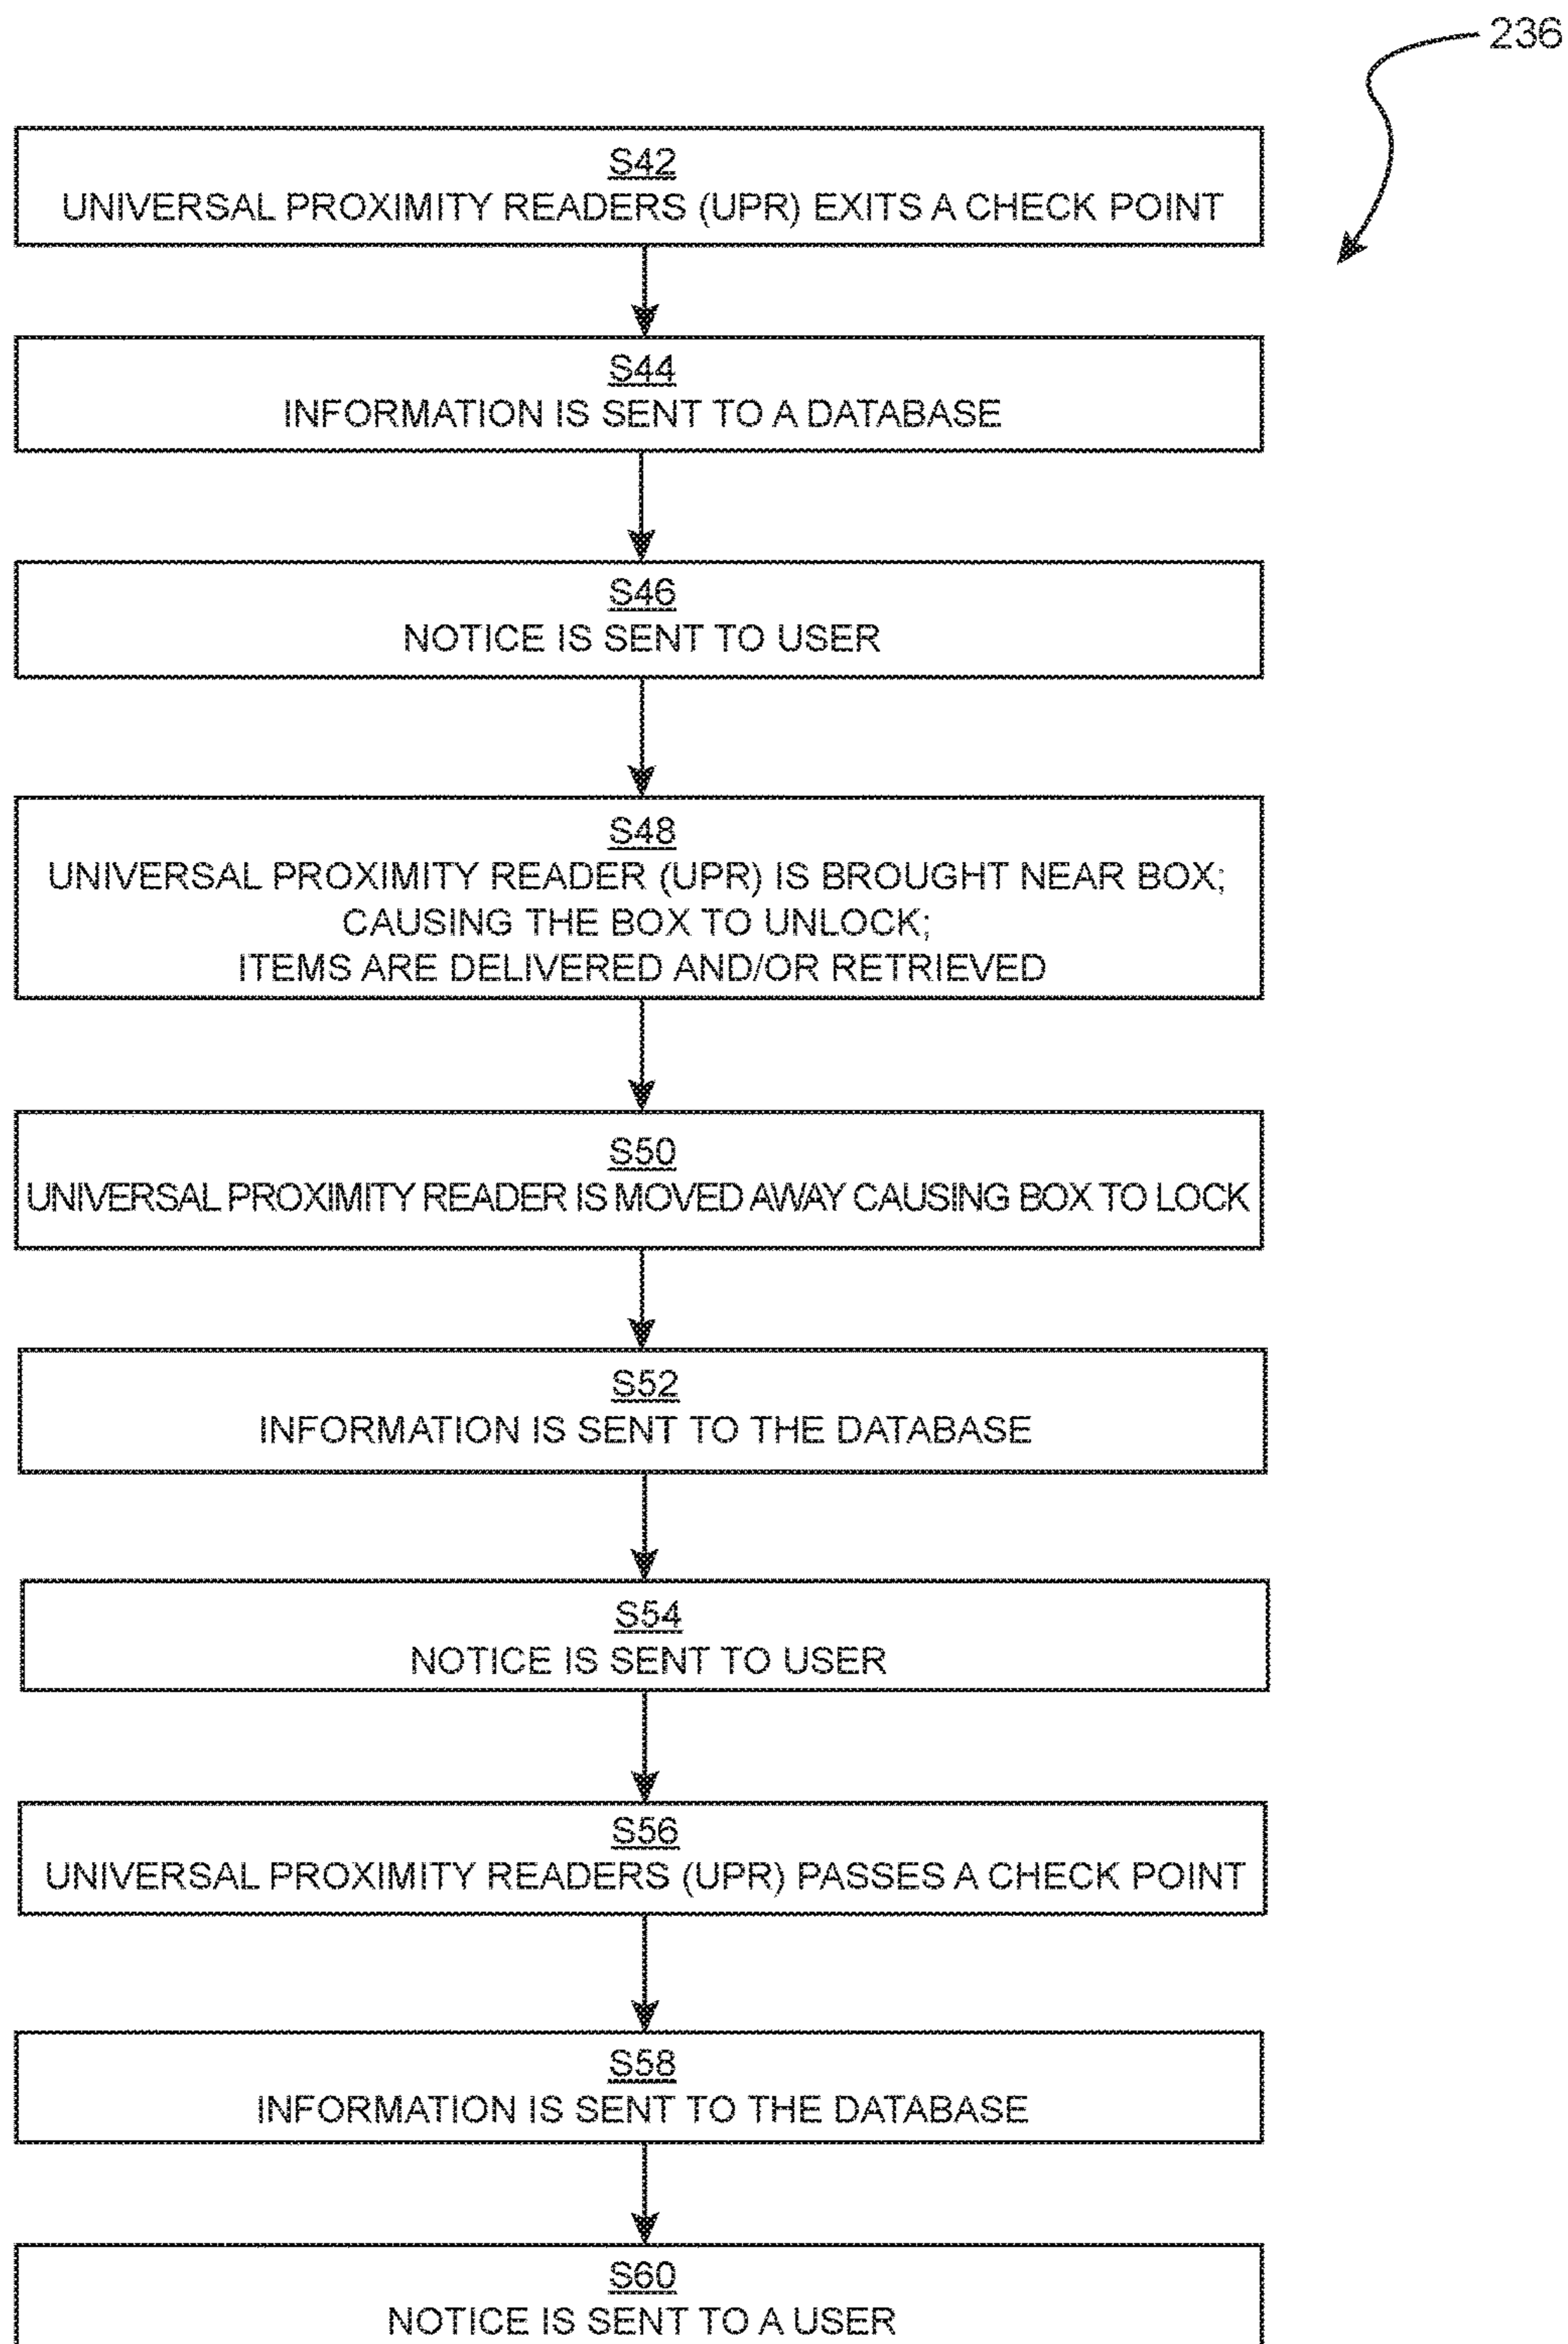 236
S42
UNIVERSAL PROXIMITY READERS (UPR) EXITS A CHECK POINT
S44
INFORMATION IS SENT TO A DATABASE
S46
NOTICE IS SENT TO USER
S48
UNIVERSAL PROXIMITY READER (UPR) IS BROUGHT NEAR BOX;
CAUSING THE BOX TO UNLOCK;
ITEMS ARE DELIVERED AND/OR RETRIEVED
S50
UNIVERSAL PROXIMITY READER IS MOVED AWAY CAUSING BOX TO LOCK
S52
INFORMATION IS SENT TO THE DATABASE
S54
NOTICE IS SENT TO USER
S56
UNIVERSAL PROXIMITY READERS (UPR) PASSES A CHECK POINT
S58
INFORMATION IS SENT TO THE DATABASE
S60
NOTICE IS SENT TO A USER